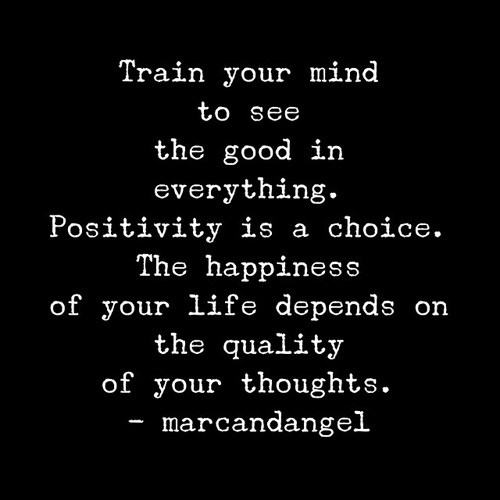 Train your mind
to see
the good in
everything.
Positivity is a choice.
The happiness
of your life depends on
the quality
of your thoughts.
- marcandangel